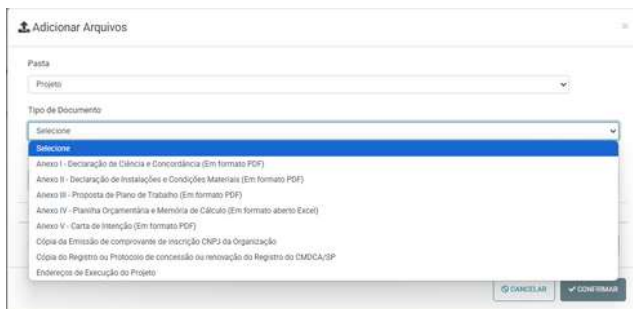 Adicionar Arquivos
Pasta
Projeto
Tipo de Documento
Selecione
Selecione
Anexo I - Declaração de Ciência e Concordância (Em formato PDF)
Anexo II - Declaração de Instalações e Condições Materiais (Em formato PDF)
Anexo III - Proposta de Plano de Trabalho (Em formato PDF)
Anexo IV - Planilha Orçamentária e Memória de Cálculo (Em formato aberto Excel)
Anexo V - Carta de Intenção (Em formato PDF)
Cópia da Emissão de comprovante de inscrição CNPJ da Organização
Cópia do Registro ou Protocolo de concessão ou renovação do Registro do CMDCA/SP
Endereços de Execução do Projeto
CANCELAR
CONFIRMAR